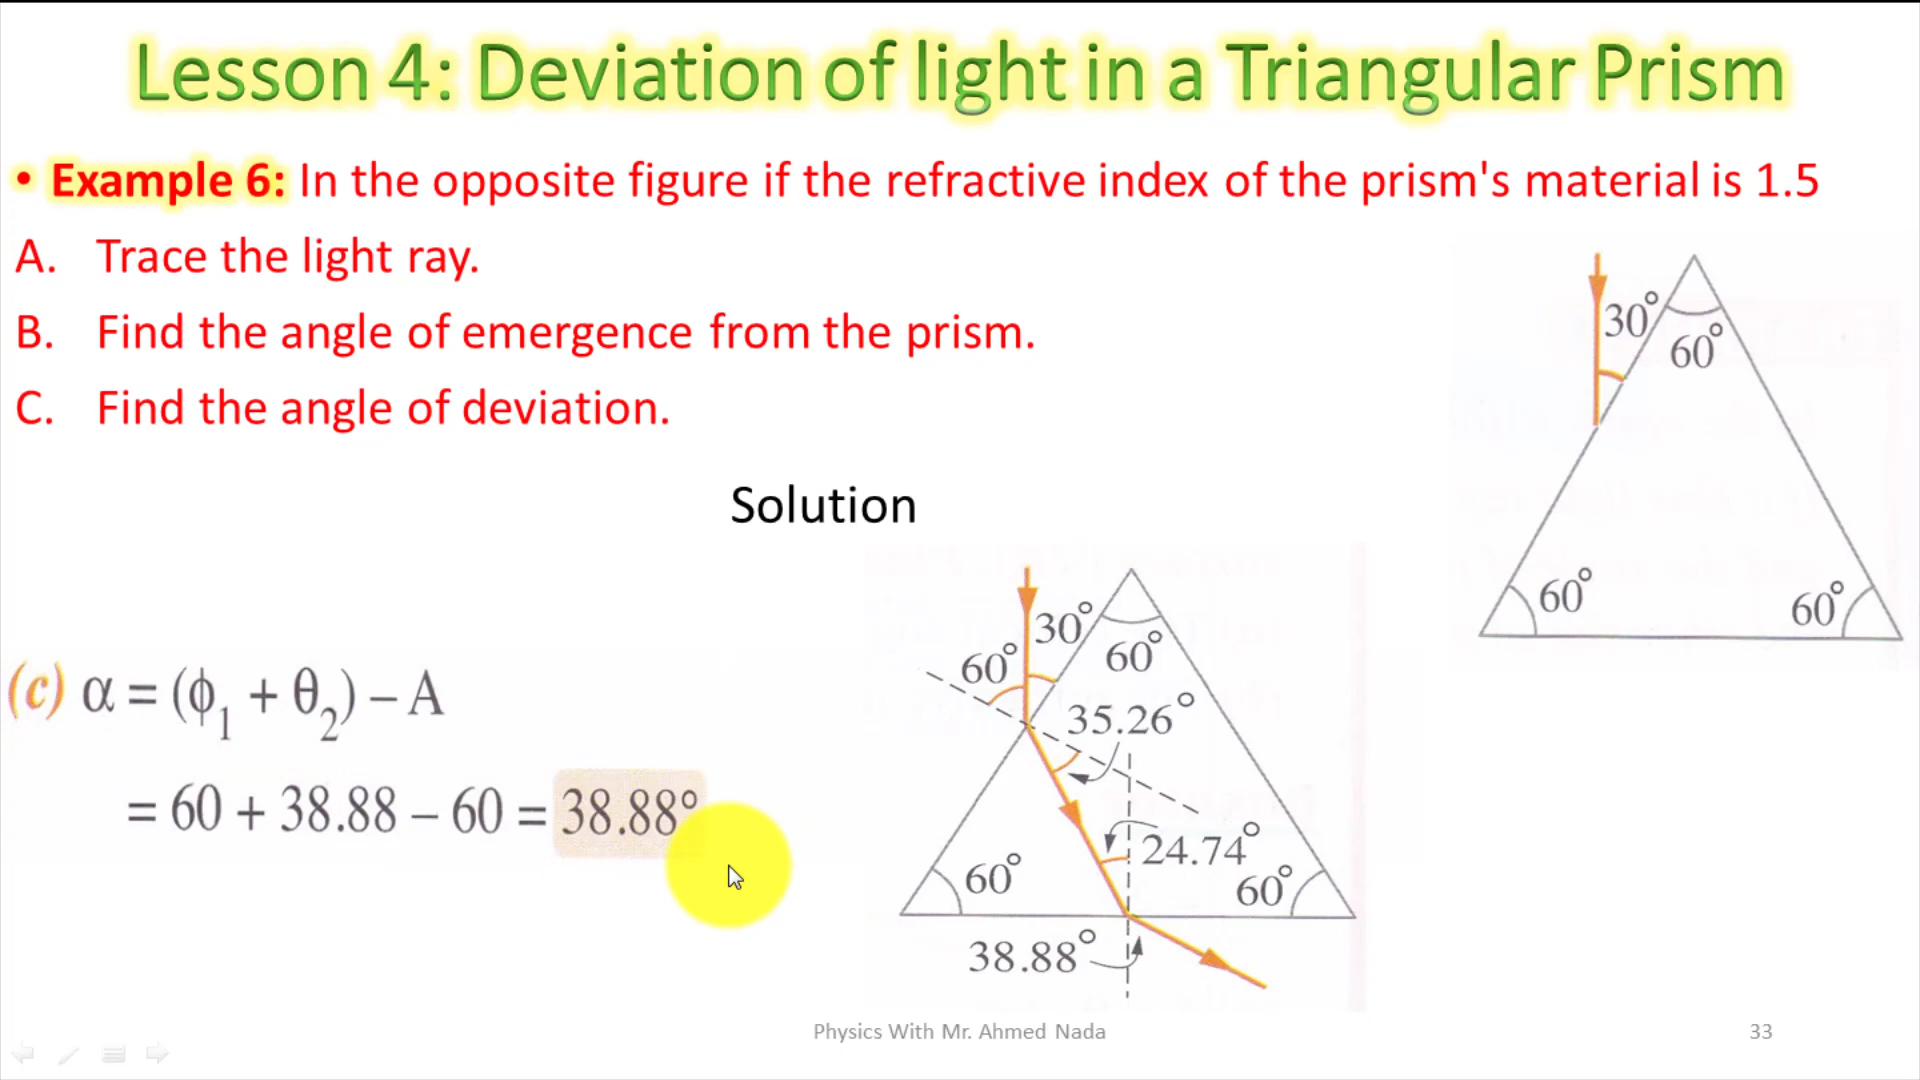 Lesson 4: Deviation of light in a Triangular Prism
• Example 6: In the opposite figure if the refractive index of the prism's material is 1.5
A. Trace the light ray.
B. Find the angle of emergence from the prism.
C. Find the angle of deviation.
30°
60°
60°
60°
Solution
(c) α = (ϕ₁ + θ₂) – A
= 60 + 38.88 – 60 = 38.88°
30°
60°
60°
35.26°
24.74°
60°
60°
38.88°
Physics With Mr. Ahmed Nada
33